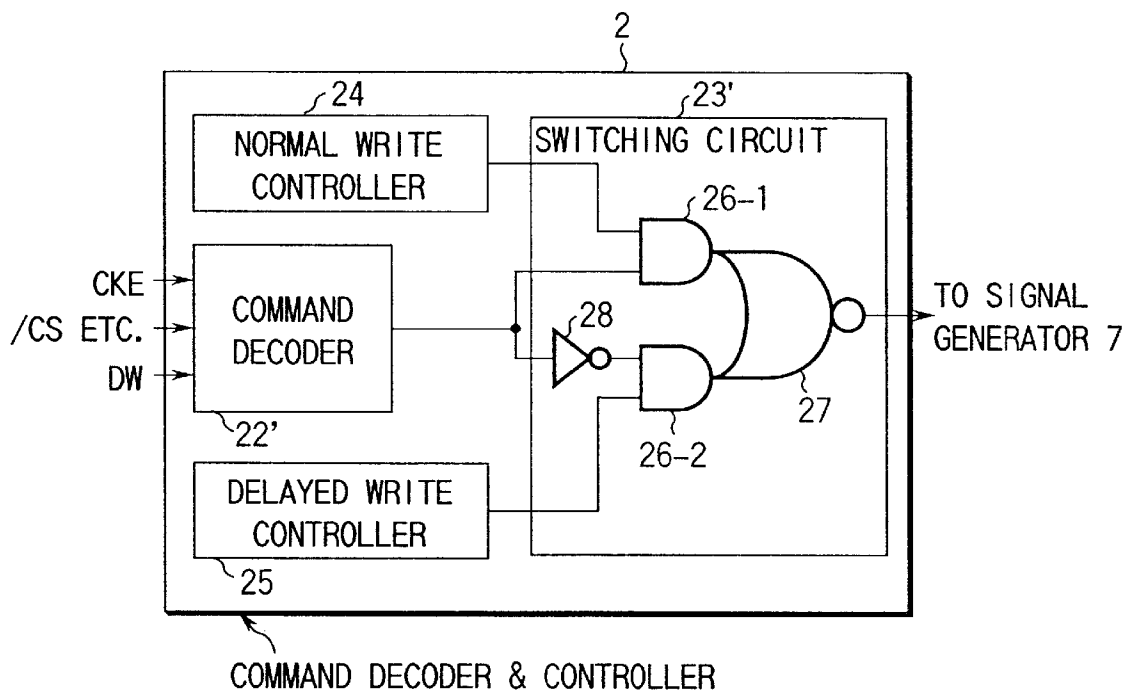 2
24
23'
NORMAL WRITE
CONTROLLER
SWITCHING CIRCUIT
26-1
CKE
/CS ETC.
DW
COMMAND
DECODER
28
TO SIGNAL
GENERATOR 7
22'
27
26-2
DELAYED WRITE
CONTROLLER
25
COMMAND DECODER & CONTROLLER